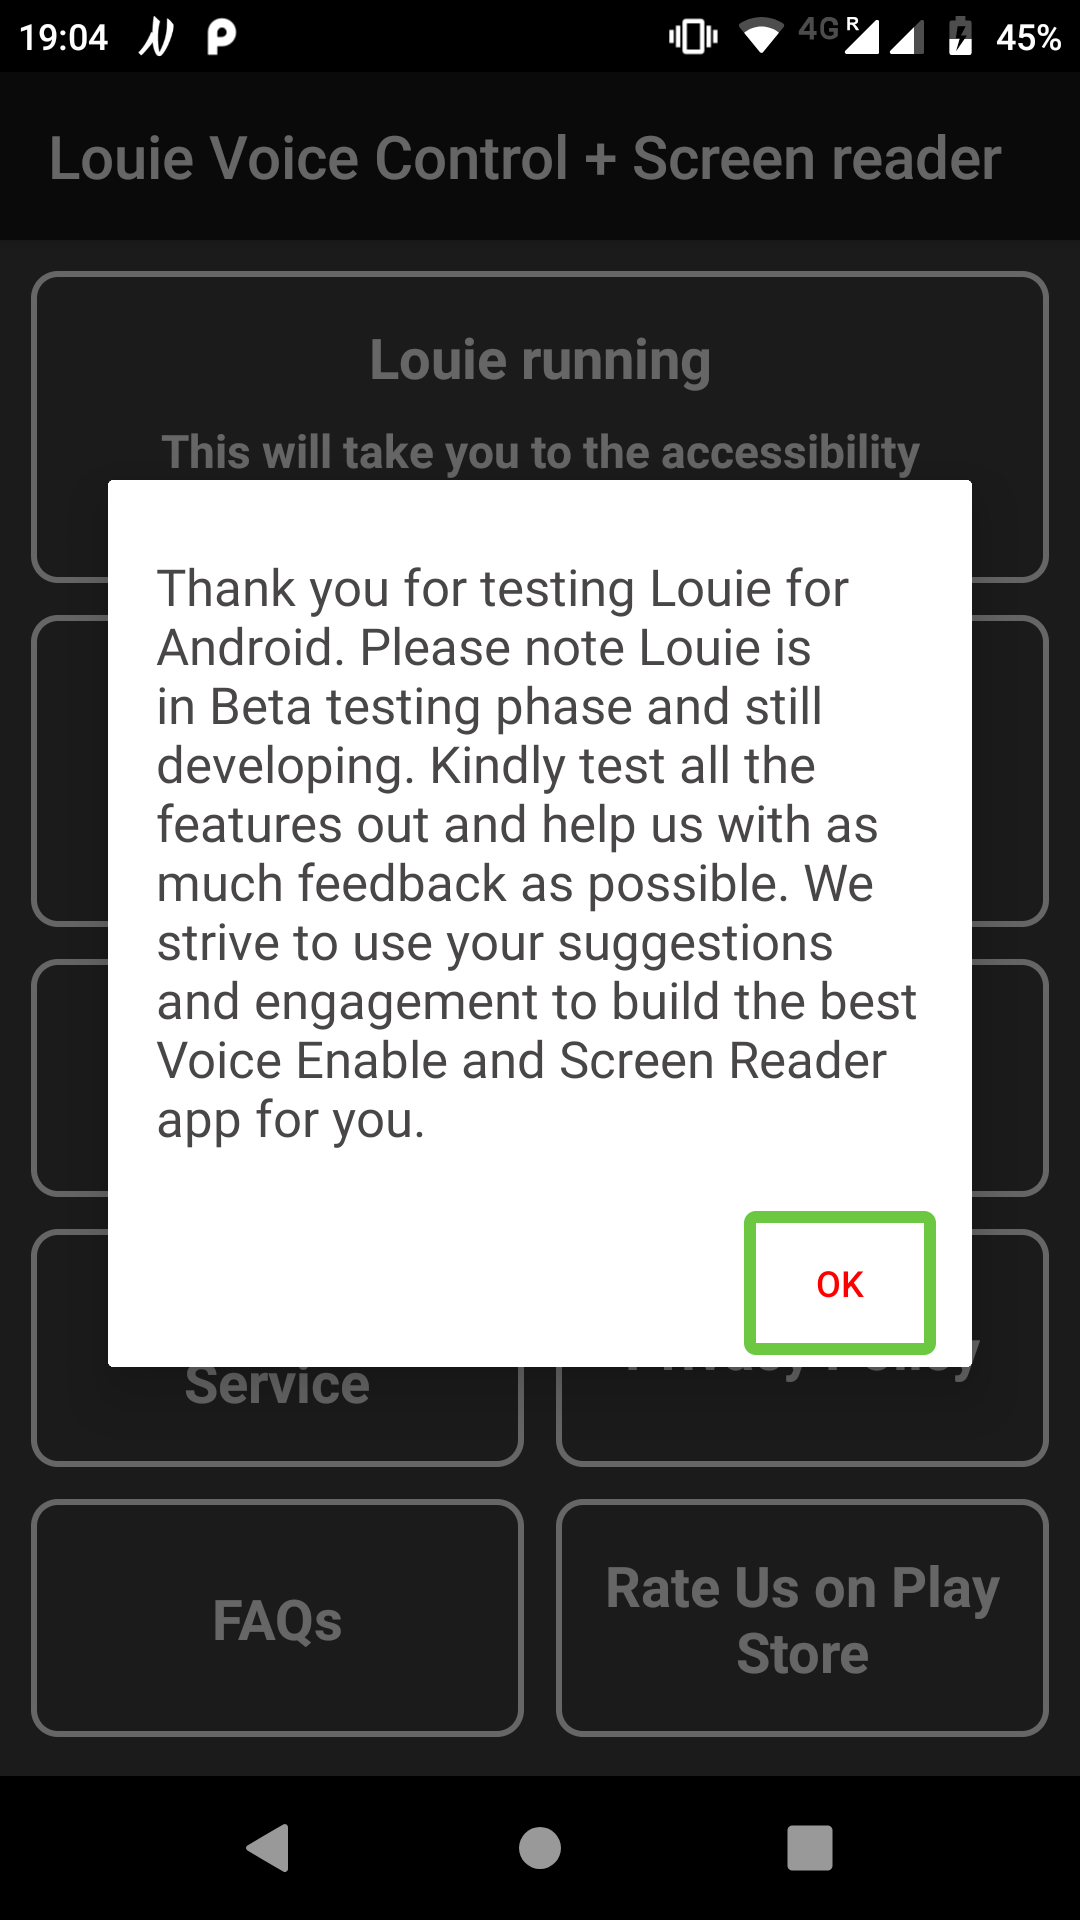 19:04
4G R
45%
Louie Voice Control + Screen reader
Louie running
This will take you to the accessibility
Thank you for testing Louie for
Android. Please note Louie is
in Beta testing phase and still
developing. Kindly test all the
features out and help us with as
much feedback as possible. We
strive to use your suggestions
and engagement to build the best
Voice Enable and Screen Reader
app for you.
OK
Service
Privacy Policy
FAQs
Rate Us on Play
Store